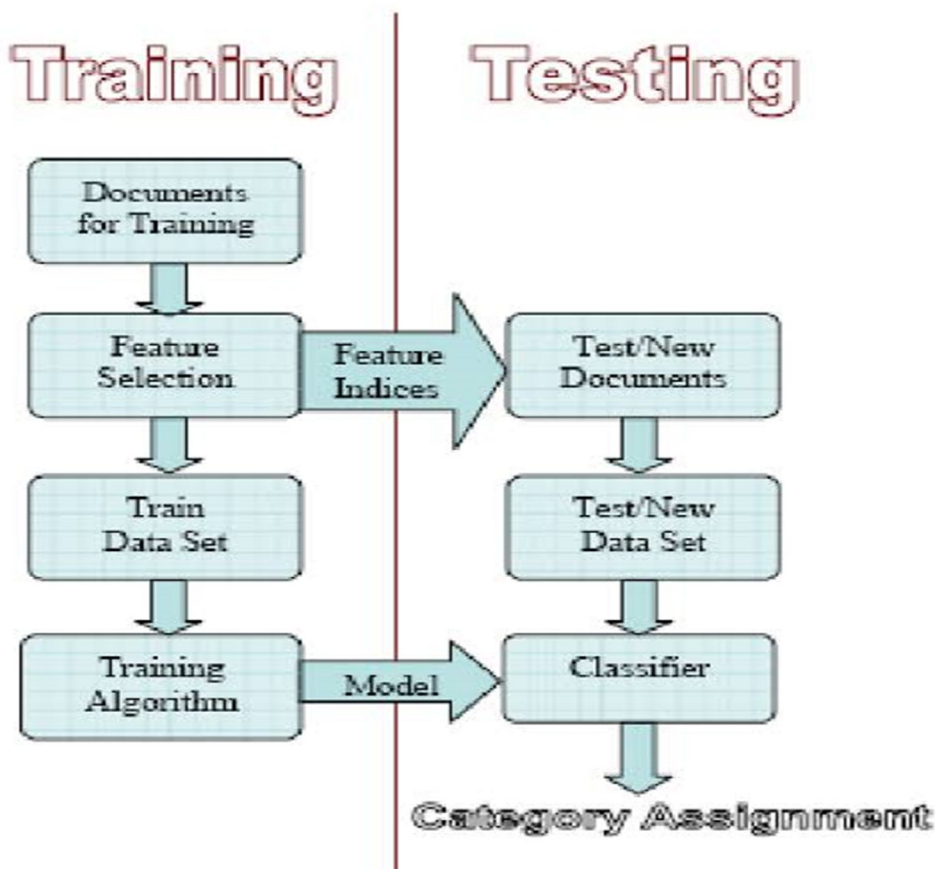 Training
Testing
Documents
for Training
Feature
Selection
Feature
Indices
Test/New
Documents
Train
Data Set
Test/New
Data Set
Training
Algorithm
Model
Classifier
Category Assignment